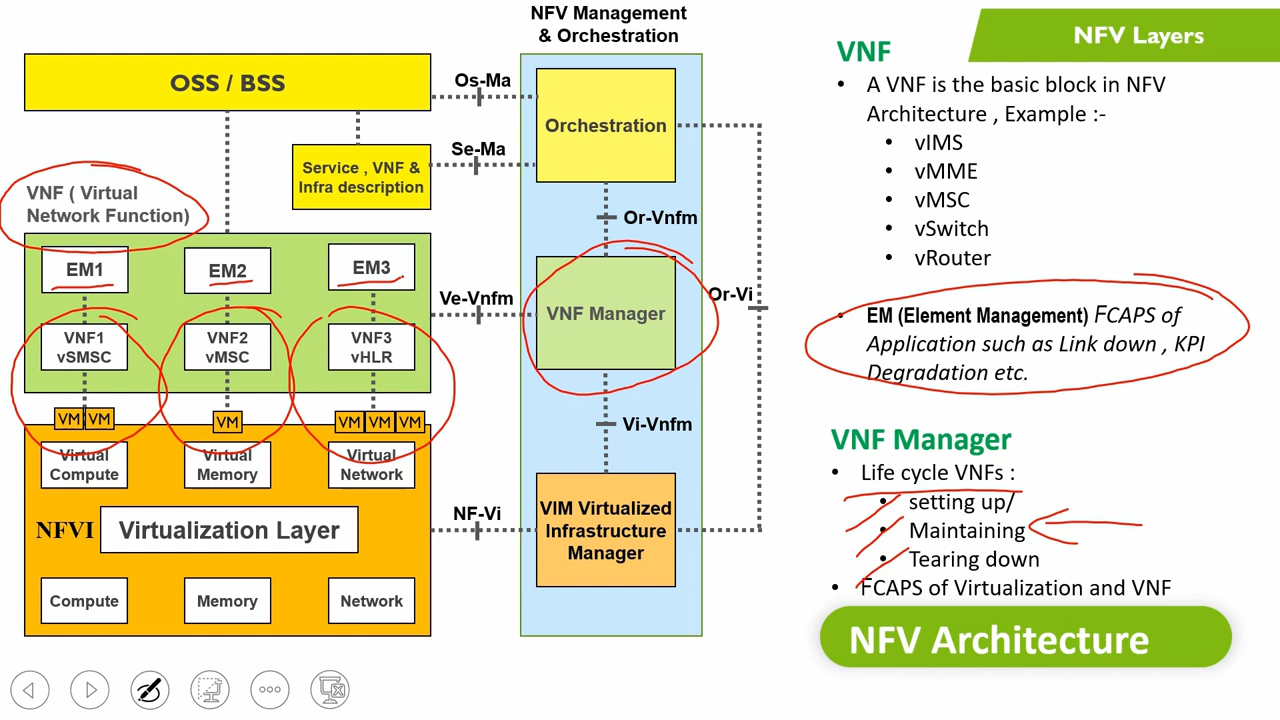 NFV Management
& Orchestration
OSS / BSS
Os-Ma
Orchestration
Se-Ma
Service , VNF &
Infra description
VNF ( Virtual
Network Function)
Or-Vnfm
EM1
EM2
EM3
VNF1
vSMSC
VNF2
vMSC
VNF3
vHLR
Ve-Vnfm
VNF Manager
Or-Vi
VM
VM
VM
VM
VM
VM
Vi-Vnfm
Virtual
Compute
Virtual
Memory
Virtual
Network
NFVI
Virtualization Layer
NF-Vi
VIM Virtualized
Infrastructure
Manager
Compute
Memory
Network
NFV Layers
VNF
• A VNF is the basic block in NFV
Architecture , Example :-
• vIMS
• vMME
• vMSC
• vSwitch
• vRouter
• EM (Element Management) FCAPS of
Application such as Link down , KPI
Degradation etc.
VNF Manager
• Life cycle VNFs :
• setting up/
• Maintaining
• Tearing down
• FCAPS of Virtualization and VNF
NFV Architecture